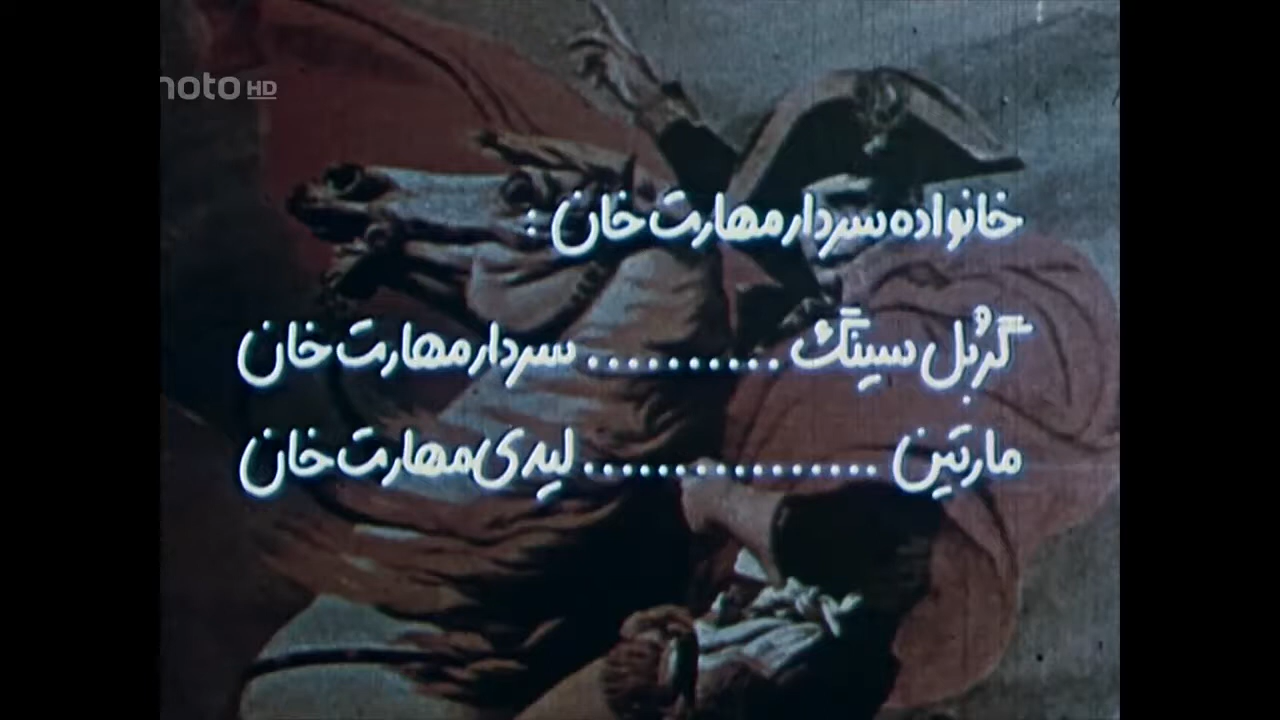 noto HD
خانواده سردار مهارت خان :
گرُبل سینگ .......... سردار مهارت خان
مارتین ................ لیدی مهارت خان